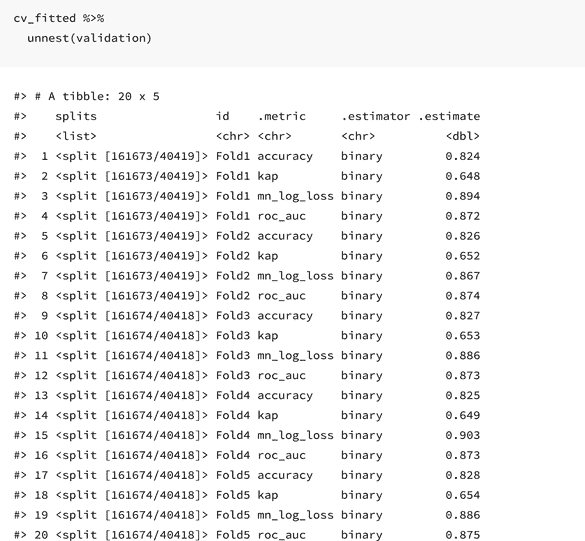 cv_fitted %>%
  unnest(validation)
#> # A tibble: 20 x 5
#>    splits                 id    .metric     .estimator .estimate
#>    <list>                 <chr> <chr>       <chr>          <dbl>
#>  1 <split [161673/40419]> Fold1 accuracy    binary         0.824
#>  2 <split [161673/40419]> Fold1 kap         binary         0.648
#>  3 <split [161673/40419]> Fold1 mn_log_loss binary         0.894
#>  4 <split [161673/40419]> Fold1 roc_auc     binary         0.872
#>  5 <split [161673/40419]> Fold2 accuracy    binary         0.826
#>  6 <split [161673/40419]> Fold2 kap         binary         0.652
#>  7 <split [161673/40419]> Fold2 mn_log_loss binary         0.867
#>  8 <split [161673/40419]> Fold2 roc_auc     binary         0.874
#>  9 <split [161674/40418]> Fold3 accuracy    binary         0.827
#> 10 <split [161674/40418]> Fold3 kap         binary         0.653
#> 11 <split [161674/40418]> Fold3 mn_log_loss binary         0.886
#> 12 <split [161674/40418]> Fold3 roc_auc     binary         0.873
#> 13 <split [161674/40418]> Fold4 accuracy    binary         0.825
#> 14 <split [161674/40418]> Fold4 kap         binary         0.649
#> 15 <split [161674/40418]> Fold4 mn_log_loss binary         0.903
#> 16 <split [161674/40418]> Fold4 roc_auc     binary         0.873
#> 17 <split [161674/40418]> Fold5 accuracy    binary         0.828
#> 18 <split [161674/40418]> Fold5 kap         binary         0.654
#> 19 <split [161674/40418]> Fold5 mn_log_loss binary         0.886
#> 20 <split [161674/40418]> Fold5 roc_auc     binary         0.875